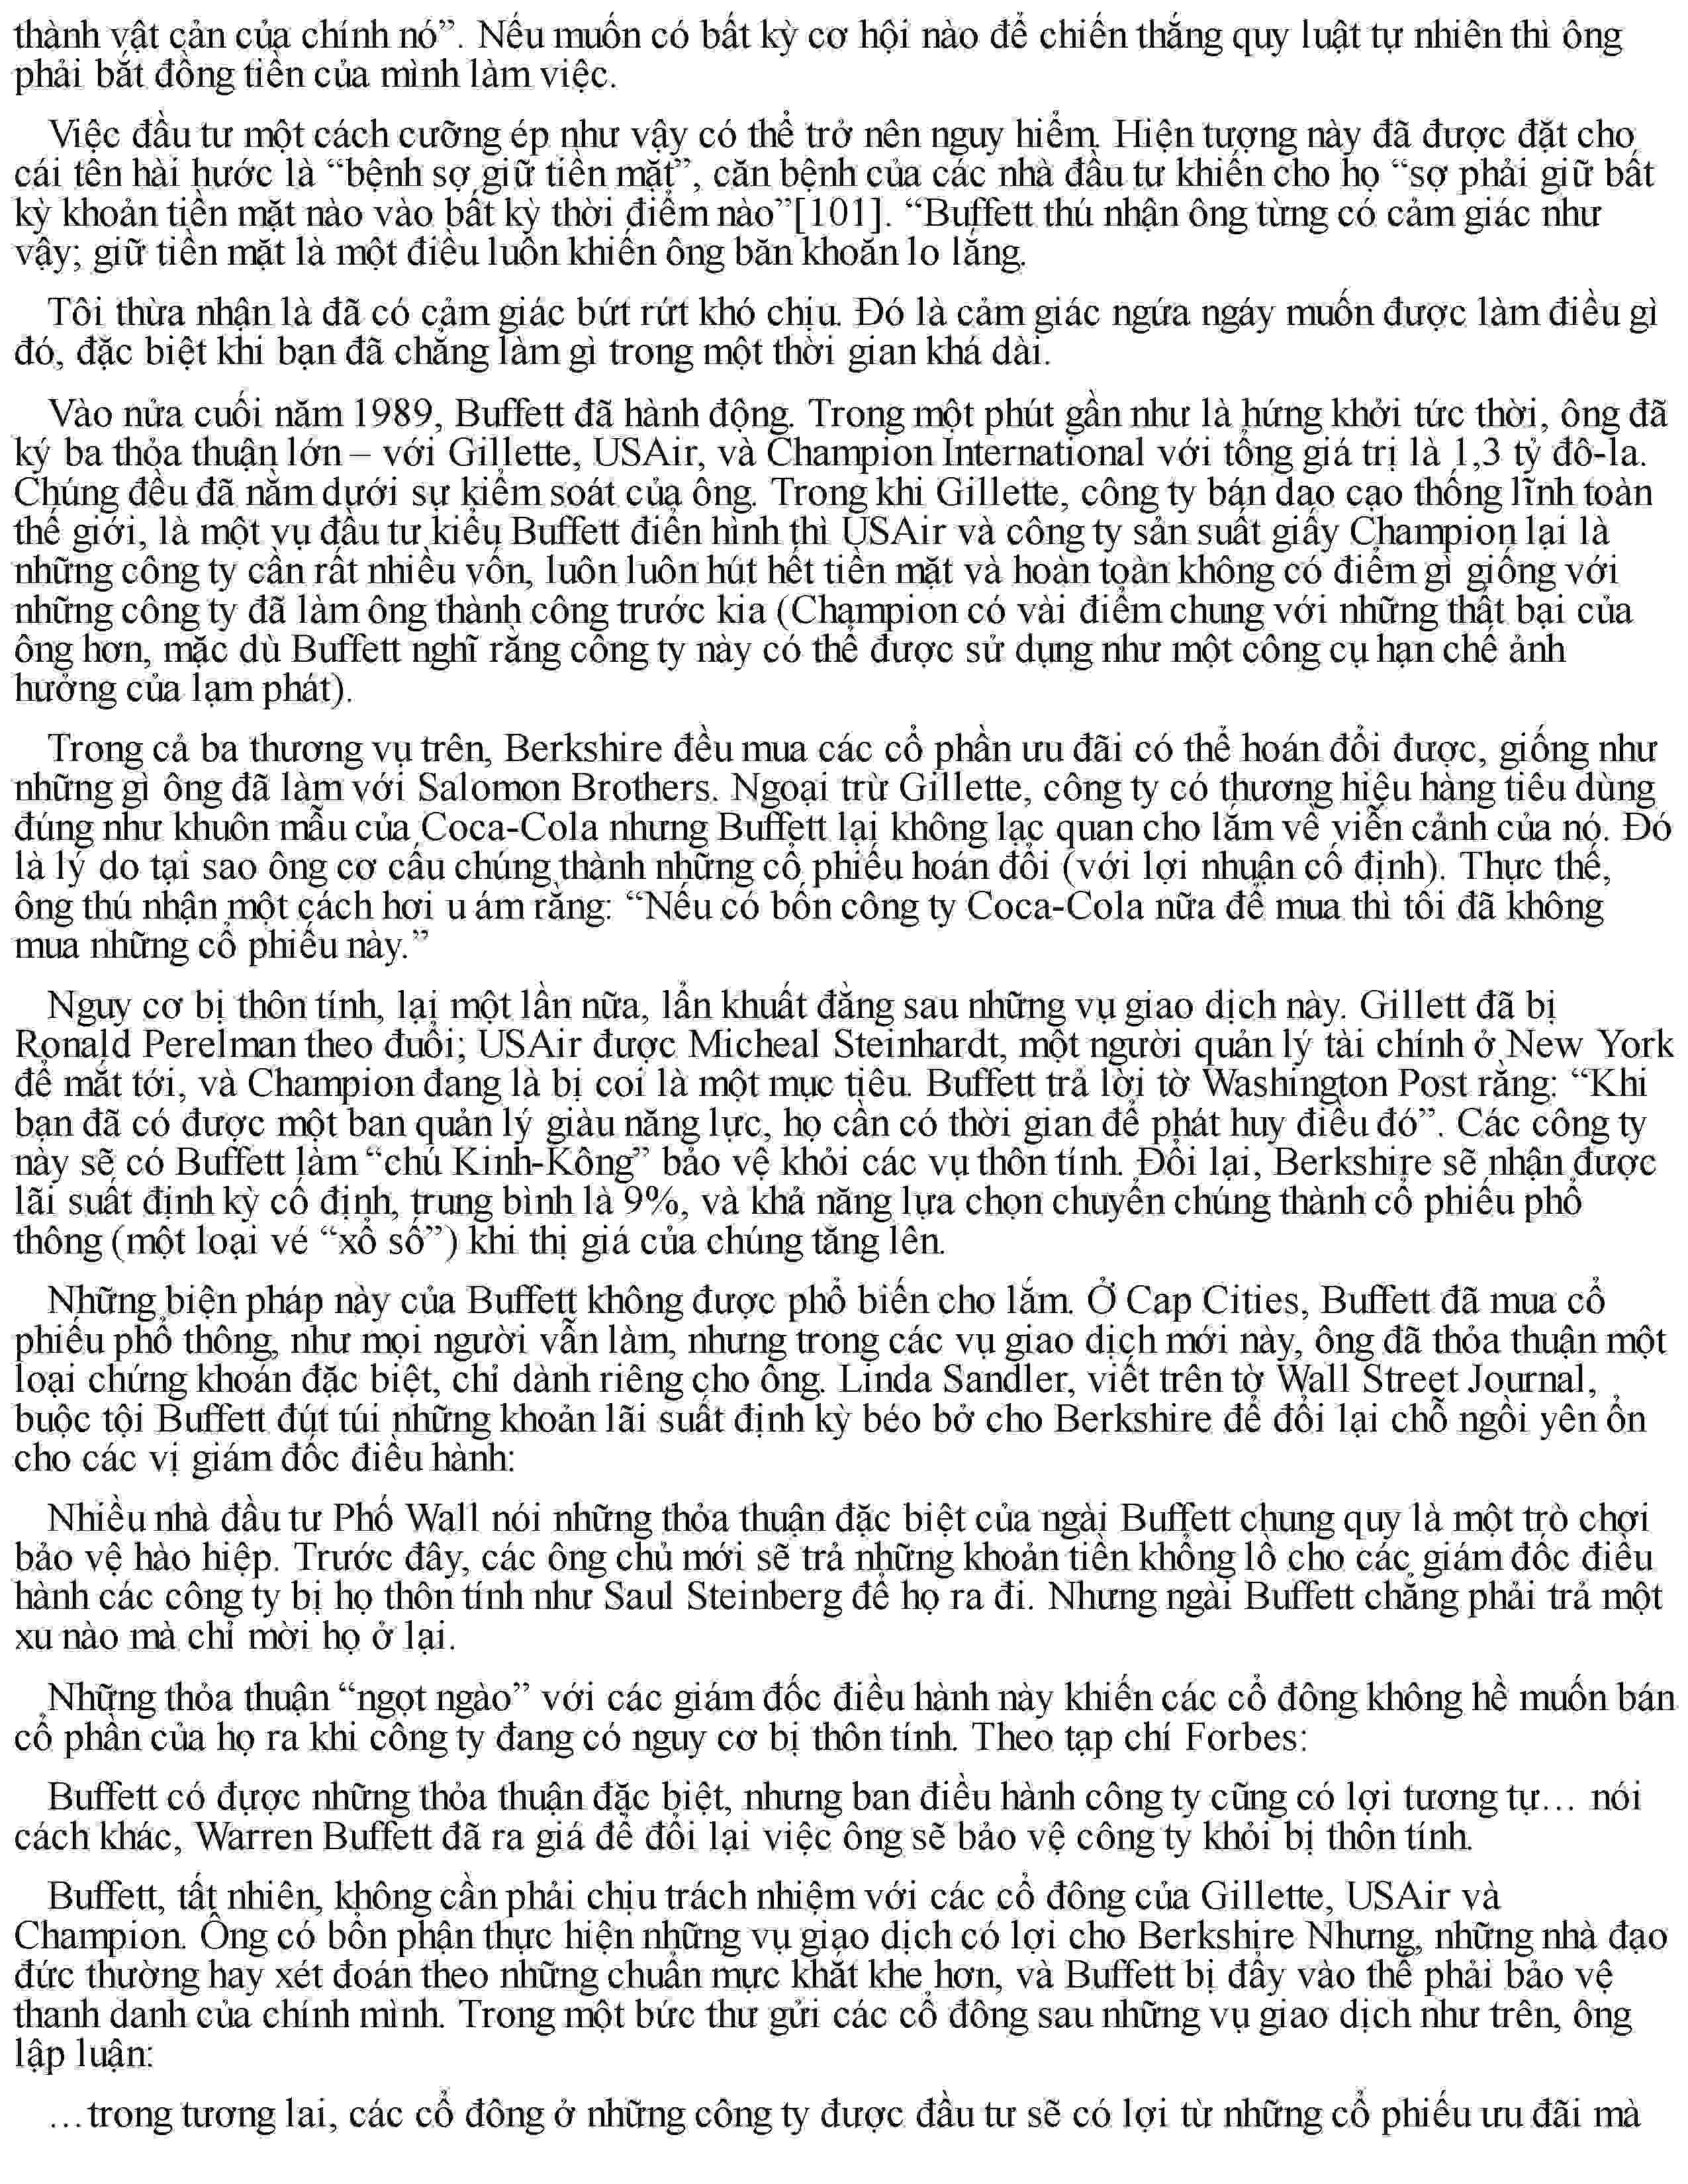 thành vật cản của chính nó”. Nếu muốn có bất kỳ cơ hội nào để chiến thắng quy luật tự nhiên thì ông
phải bắt đồng tiền của mình làm việc.
Việc đầu tư một cách cưỡng ép như vậy có thể trở nên nguy hiểm. Hiện tượng này đã được đặt cho
cái tên hài hước là “bệnh sợ giữ tiền mặt”, căn bệnh của các nhà đầu tư khiến cho họ “sợ phải giữ bất
kỳ khoản tiền mặt nào vào bất kỳ thời điểm nào”[101]. “Buffett thú nhận ông từng có cảm giác như
vậy; giữ tiền mặt là một điều luôn khiến ông băn khoăn lo lắng.
Tôi thừa nhận là đã có cảm giác bứt rứt khó chịu. Đó là cảm giác ngứa ngáy muốn được làm điều gì
đó, đặc biệt khi bạn đã chẳng làm gì trong một thời gian khá dài.
Vào nửa cuối năm 1989, Buffett đã hành động. Trong một phút gần như là hứng khởi tức thời, ông đã
ký ba thỏa thuận lớn – với Gillette, USAir, và Champion International với tổng giá trị là 1,3 tỷ đô-la.
Chúng đều đã nằm dưới sự kiểm soát của ông. Trong khi Gillette, công ty bán dao cạo thống lĩnh toàn
thế giới, là một vụ đầu tư kiểu Buffett điển hình thì USAir và công ty sản suất giấy Champion lại là
những công ty cần rất nhiều vốn, luôn luôn hút hết tiền mặt và hoàn toàn không có điểm gì giống với
những công ty đã làm ông thành công trước kia (Champion có vài điểm chung với những thất bại của
ông hơn, mặc dù Buffett nghĩ rằng công ty này có thể được sử dụng như một công cụ hạn chế ảnh
hưởng của lạm phát).
Trong cả ba thương vụ trên, Berkshire đều mua các cổ phần ưu đãi có thể hoán đổi được, giống như
những gì ông đã làm với Salomon Brothers. Ngoại trừ Gillette, công ty có thương hiệu hàng tiêu dùng
đúng như khuôn mẫu của Coca-Cola nhưng Buffett lại không lạc quan cho lắm về viễn cảnh của nó. Đó
là lý do tại sao ông cơ cấu chúng thành những cổ phiếu hoán đổi (với lợi nhuận cố định). Thực thế,
ông thú nhận một cách hơi u ám rằng: “Nếu có bốn công ty Coca-Cola nữa để mua thì tôi đã không
mua những cổ phiếu này.”
Nguy cơ bị thôn tính, lại một lần nữa, lẩn khuất đằng sau những vụ giao dịch này. Gillett đã bị
Ronald Perelman theo đuổi; USAir được Micheal Steinhardt, một người quản lý tài chính ở New York
để mắt tới, và Champion đang là bị coi là một mục tiêu. Buffett trả lời tờ Washington Post rằng: “Khi
bạn đã có được một ban quản lý giàu năng lực, họ cần có thời gian để phát huy điều đó”. Các công ty
này sẽ có Buffett làm “chú Kinh-Kông” bảo vệ khỏi các vụ thôn tính. Đổi lại, Berkshire sẽ nhận được
lãi suất định kỳ cố định, trung bình là 9%, và khả năng lựa chọn chuyển chúng thành cổ phiếu phổ
thông (một loại vé “xổ số”) khi thị giá của chúng tăng lên.
Những biện pháp này của Buffett không được phổ biến cho lắm. Ở Cap Cities, Buffett đã mua cổ
phiếu phổ thông, như mọi người vẫn làm, nhưng trong các vụ giao dịch mới này, ông đã thỏa thuận một
loại chứng khoán đặc biệt, chỉ dành riêng cho ông. Linda Sandler, viết trên tờ Wall Street Journal,
buộc tội Buffett đút túi những khoản lãi suất định kỳ béo bở cho Berkshire để đổi lại chỗ ngồi yên ổn
cho các vị giám đốc điều hành:
Nhiều nhà đầu tư Phố Wall nói những thỏa thuận đặc biệt của ngài Buffett chung quy là một trò chơi
bảo vệ hào hiệp. Trước đây, các ông chủ mới sẽ trả những khoản tiền khổng lồ cho các giám đốc điều
hành các công ty bị họ thôn tính như Saul Steinberg để họ ra đi. Nhưng ngài Buffett chẳng phải trả một
xu nào mà chỉ mời họ ở lại.
Những thỏa thuận “ngọt ngào” với các giám đốc điều hành này khiến các cổ đông không hề muốn bán
cổ phần của họ ra khi công ty đang có nguy cơ bị thôn tính. Theo tạp chí Forbes:
Buffett có được những thỏa thuận đặc biệt, nhưng ban điều hành công ty cũng có lợi tương tự… nói
cách khác, Warren Buffett đã ra giá để đổi lại việc ông sẽ bảo vệ công ty khỏi bị thôn tính.
Buffett, tất nhiên, không cần phải chịu trách nhiệm với các cổ đông của Gillette, USAir và
Champion. Ông có bổn phận thực hiện những vụ giao dịch có lợi cho Berkshire Nhưng, những nhà đạo
đức thường hay xét đoán theo những chuẩn mực khắt khe hơn, và Buffett bị đẩy vào thế phải bảo vệ
thanh danh của chính mình. Trong một bức thư gửi các cổ đông sau những vụ giao dịch như trên, ông
lập luận:
…trong tương lai, các cổ đông ở những công ty được đầu tư sẽ có lợi từ những cổ phiếu ưu đãi mà